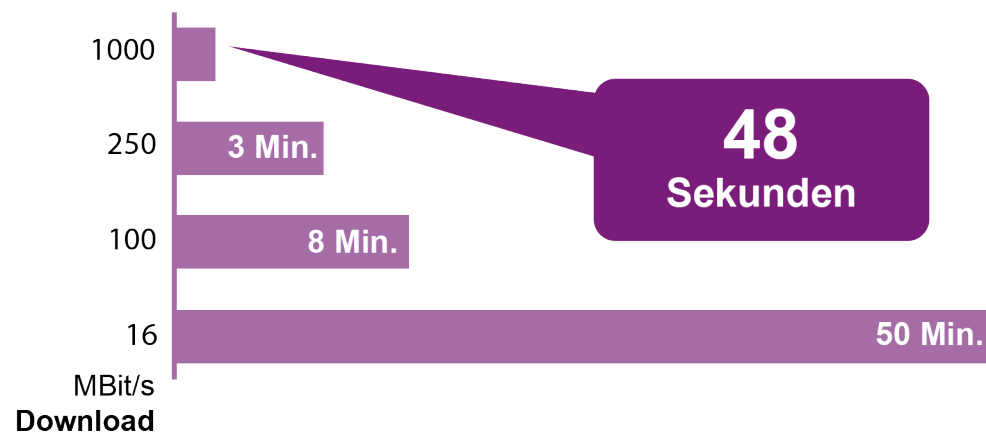 1000
48
Sekunden
250
3 Min.
100
8 Min.
16
50 Min.
MBit/s
Download